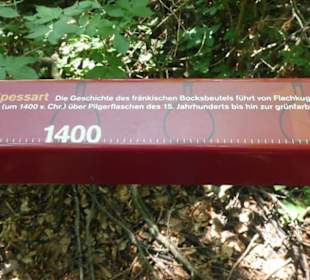 pessart Die Geschichte des fränkischen Bocksbeutels führt von Flachkug
(um 1400 v. Chr.) über Pilgerflaschen des 15. Jahrhunderts bis hin zur grünfarb
1400